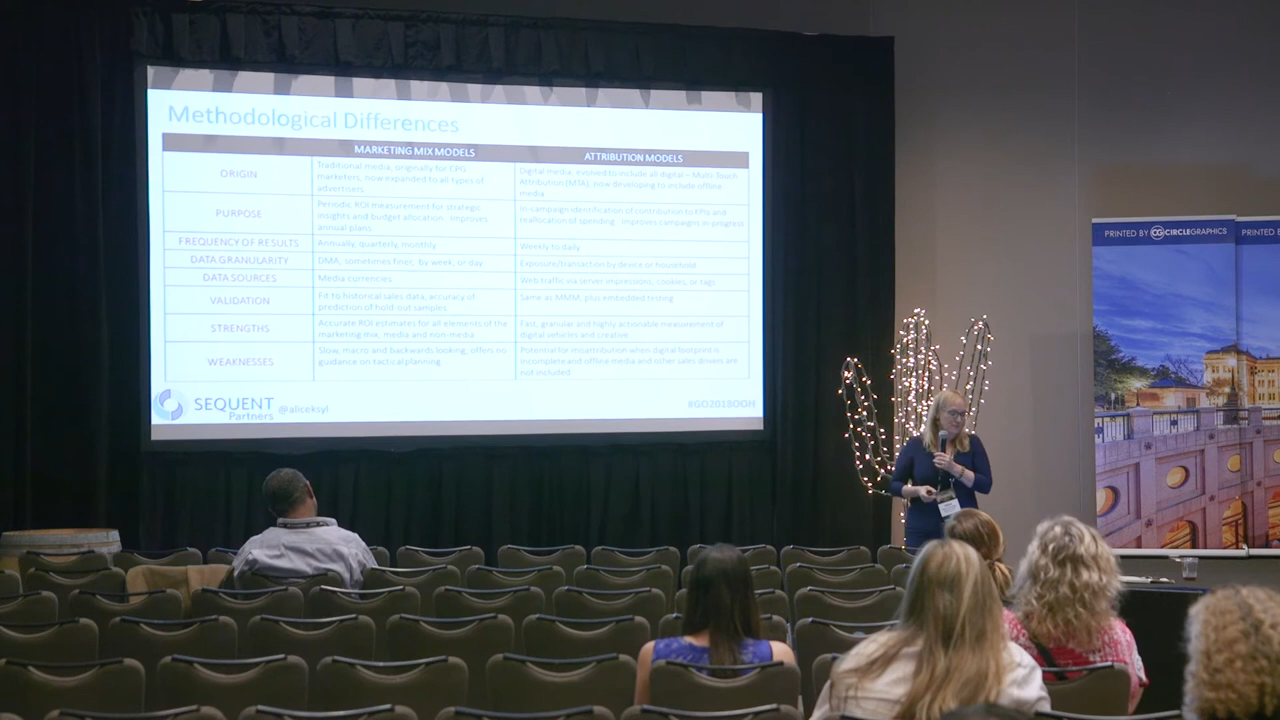 Methodological Differences
MARKETING MIX MODELS
ATTRIBUTION MODELS
ORIGIN
Traditional media, originally for CPG
marketers, now expanded to all types of
advertisers
Digital media, evolved to include all digital – Multi-Touch
Attribution (MTA), now developing to include offline
media
PURPOSE
Periodic ROI measurement for strategic
insights and budget allocation. Improves
annual plans
In-campaign identification of contribution to KPIs and
reallocation of spending. Improves campaigns in-progress
FREQUENCY OF RESULTS
Annually, quarterly, monthly
Weekly to daily
DATA GRANULARITY
DMA, sometimes finer, by week, or day
Exposure/transaction by device or household
DATA SOURCES
Media currencies
Web traffic via server impressions, cookies, or tags
VALIDATION
Fit to historical sales data, accuracy of
prediction of hold-out samples
Same as MMM, plus embedded testing
STRENGTHS
Accurate ROI estimates for all elements of the
marketing mix, media and non-media
Fast, granular and highly actionable measurement of
digital vehicles and creative
WEAKNESSES
Slow, macro and backwards looking, offers no
guidance on tactical planning
Potential for misattribution when digital footprint is
incomplete and offline media and other sales drivers are
not included
SEQUENT
Partners
@aliceksyl
#GO2018OOH
PRINTED BY CG CIRCLEGRAPHICS
PRINTED B